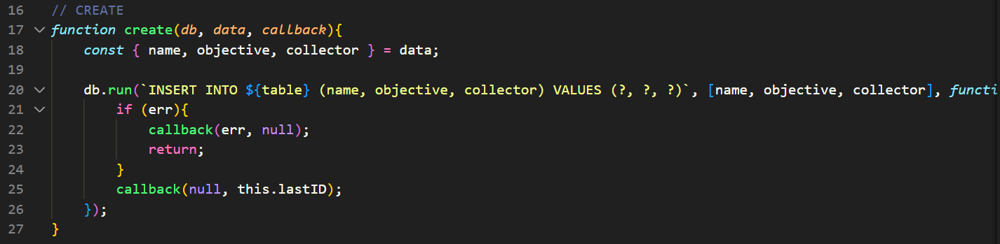 16 // CREATE
17 function create(db, data, callback){
18 const { name, objective, collector } = data;
19
20 db.run(`INSERT INTO ${table} (name, objective, collector) VALUES (?, ?, ?)`, [name, objective, collector], functi
21 if (err){
22 callback(err, null);
23 return;
24 }
25 callback(null, this.lastID);
26 });
27 }